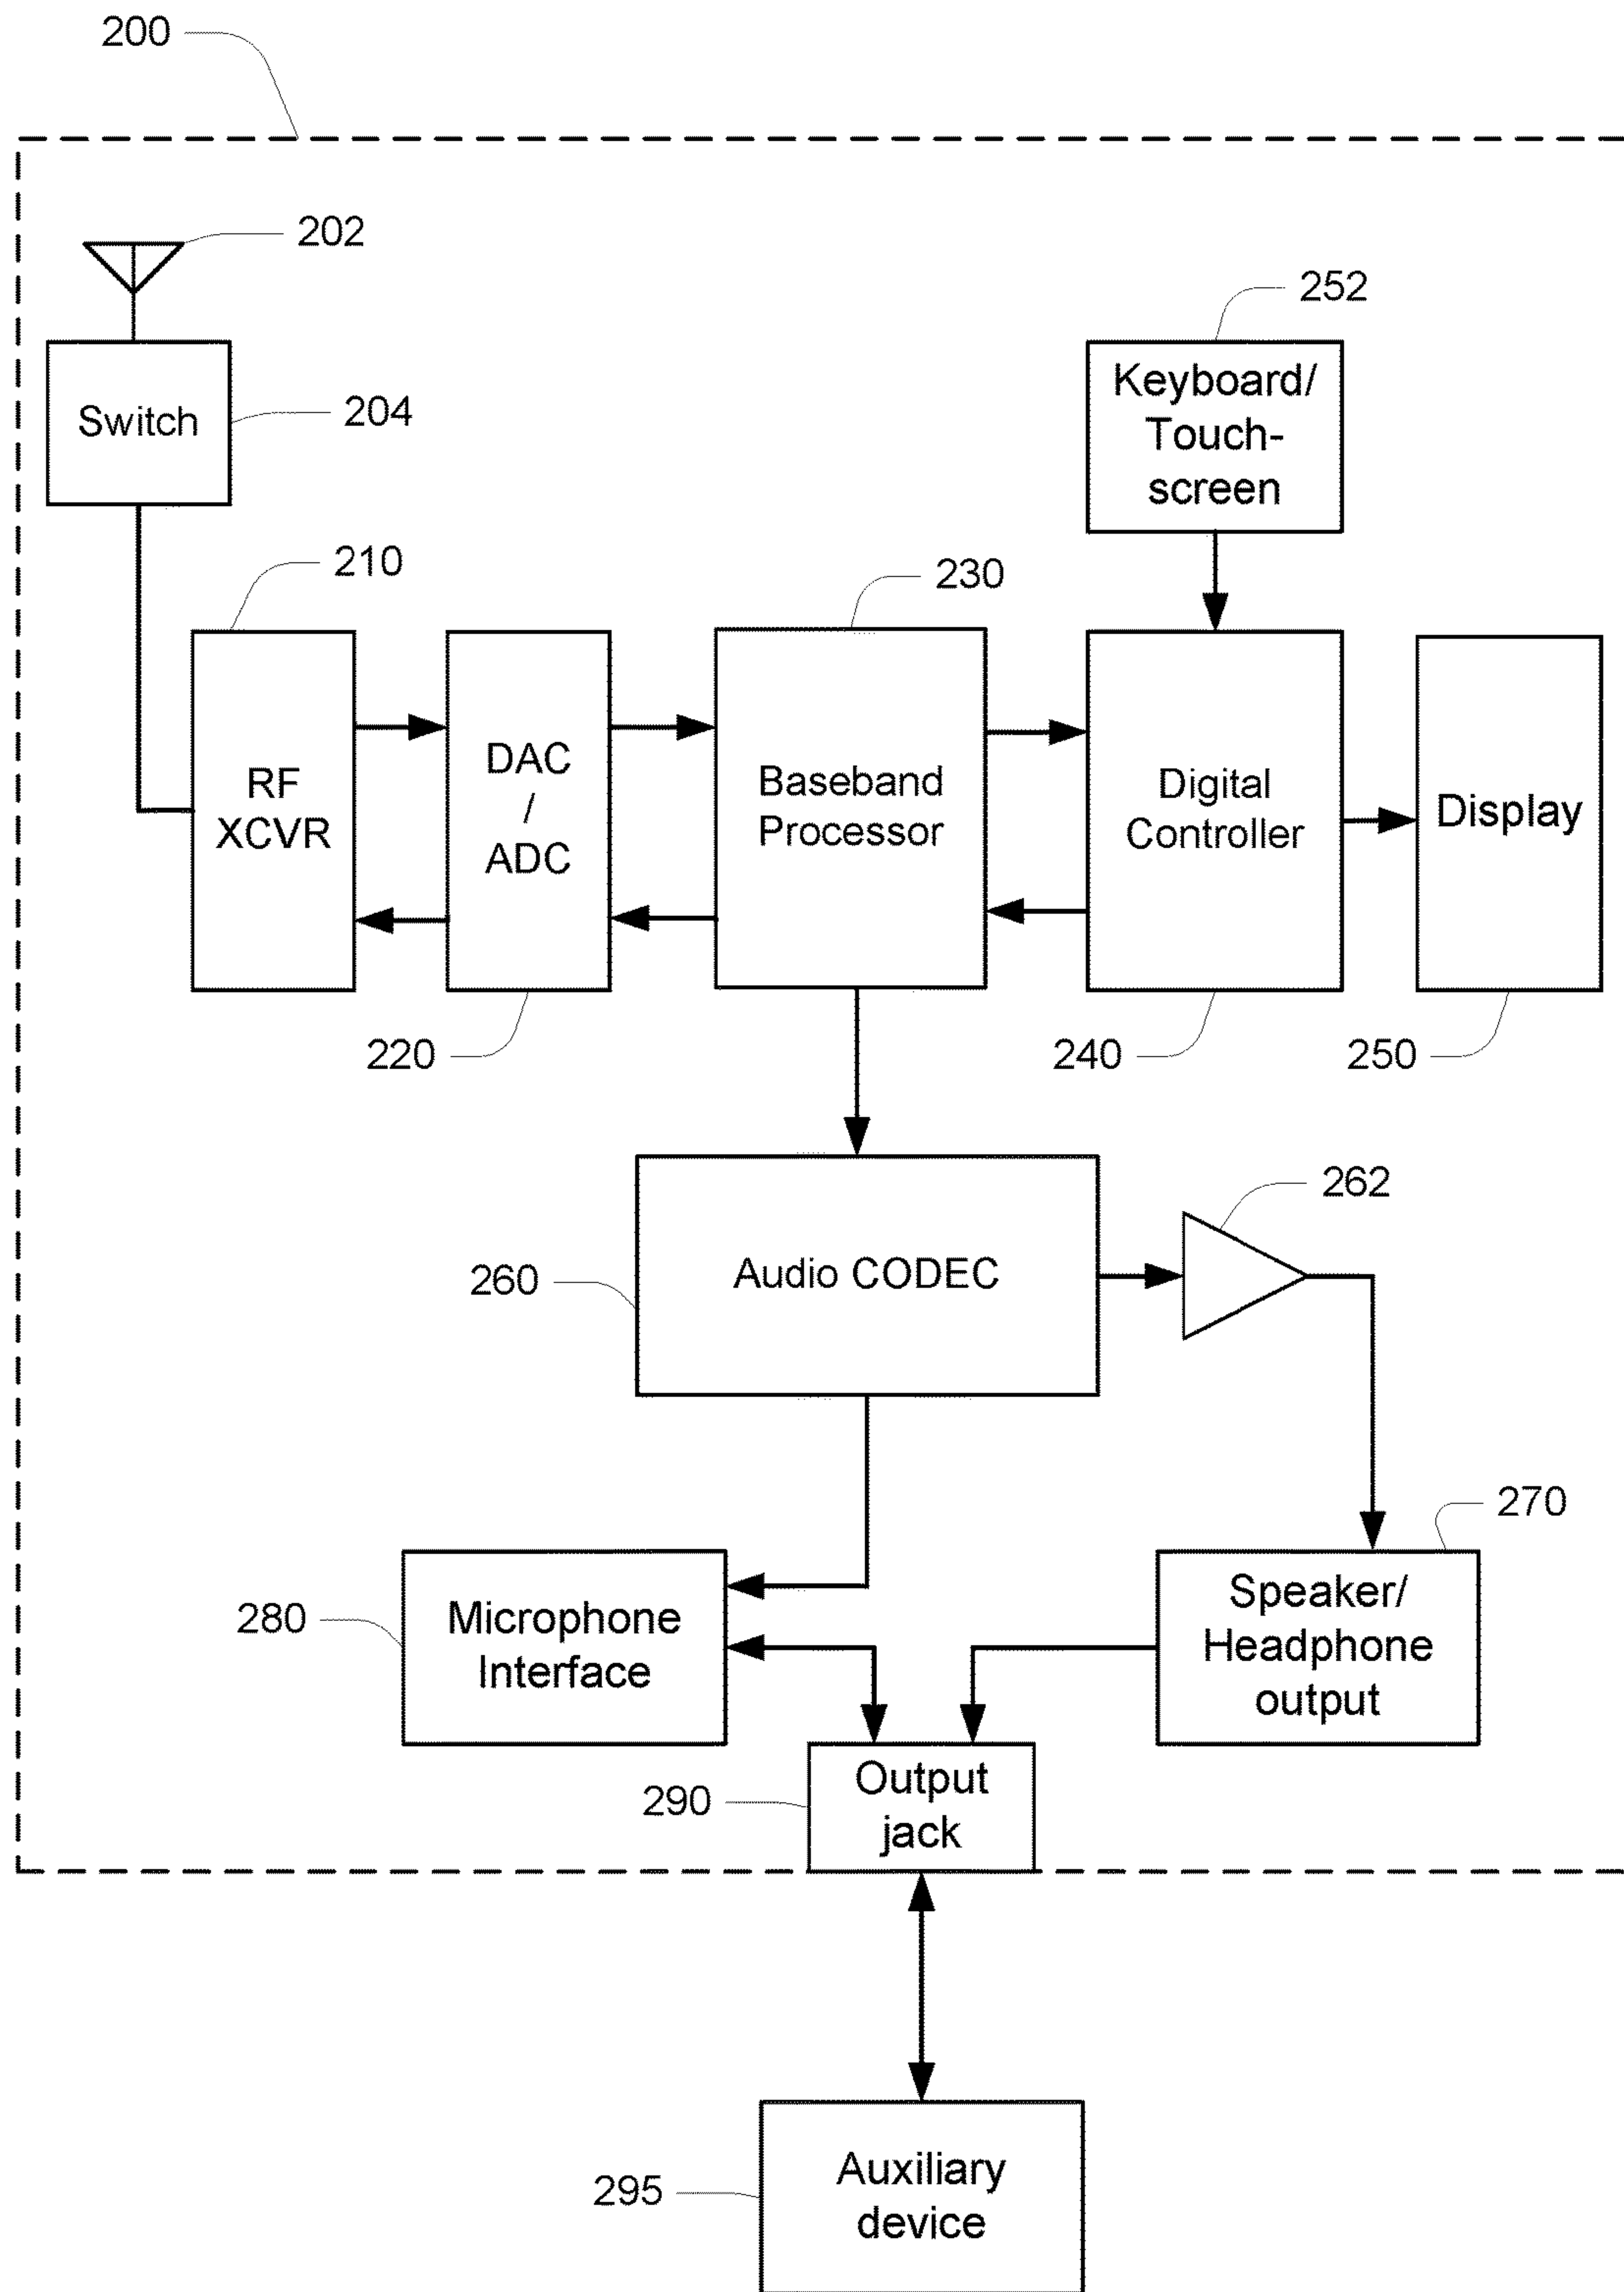 200
202
252
Keyboard/
Touch-
screen
Switch
204
210
230
RF
XCVR
DAC
/
ADC
Baseband
Processor
Digital
Controller
Display
220
240
250
262
260
Audio CODEC
270
280
Microphone
Interface
Speaker/
Headphone
output
290
Output
jack
295
Auxiliary
device